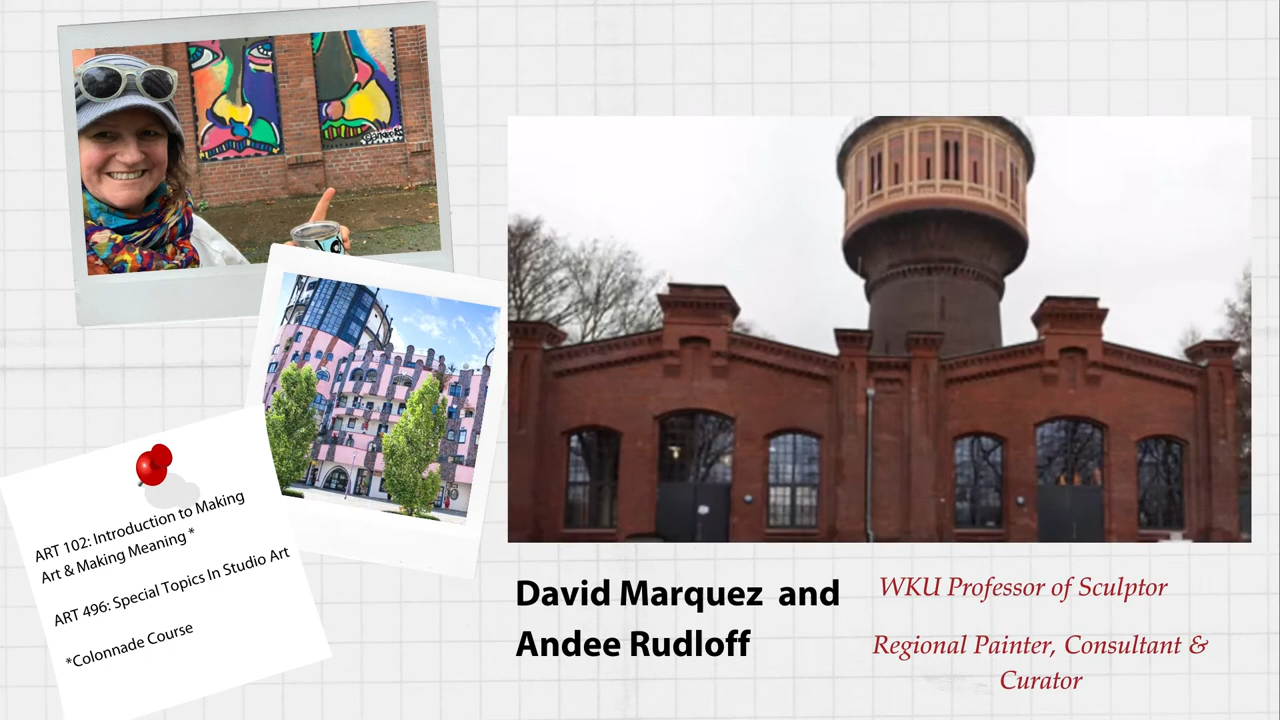 ART 102: Introduction to Making
Art & Making Meaning*
ART 496: Special Topics In Studio Art
*Colonnade Course
David Marquez and
Andee Rudloff
WKU Professor of Sculptor
Regional Painter, Consultant &
Curator